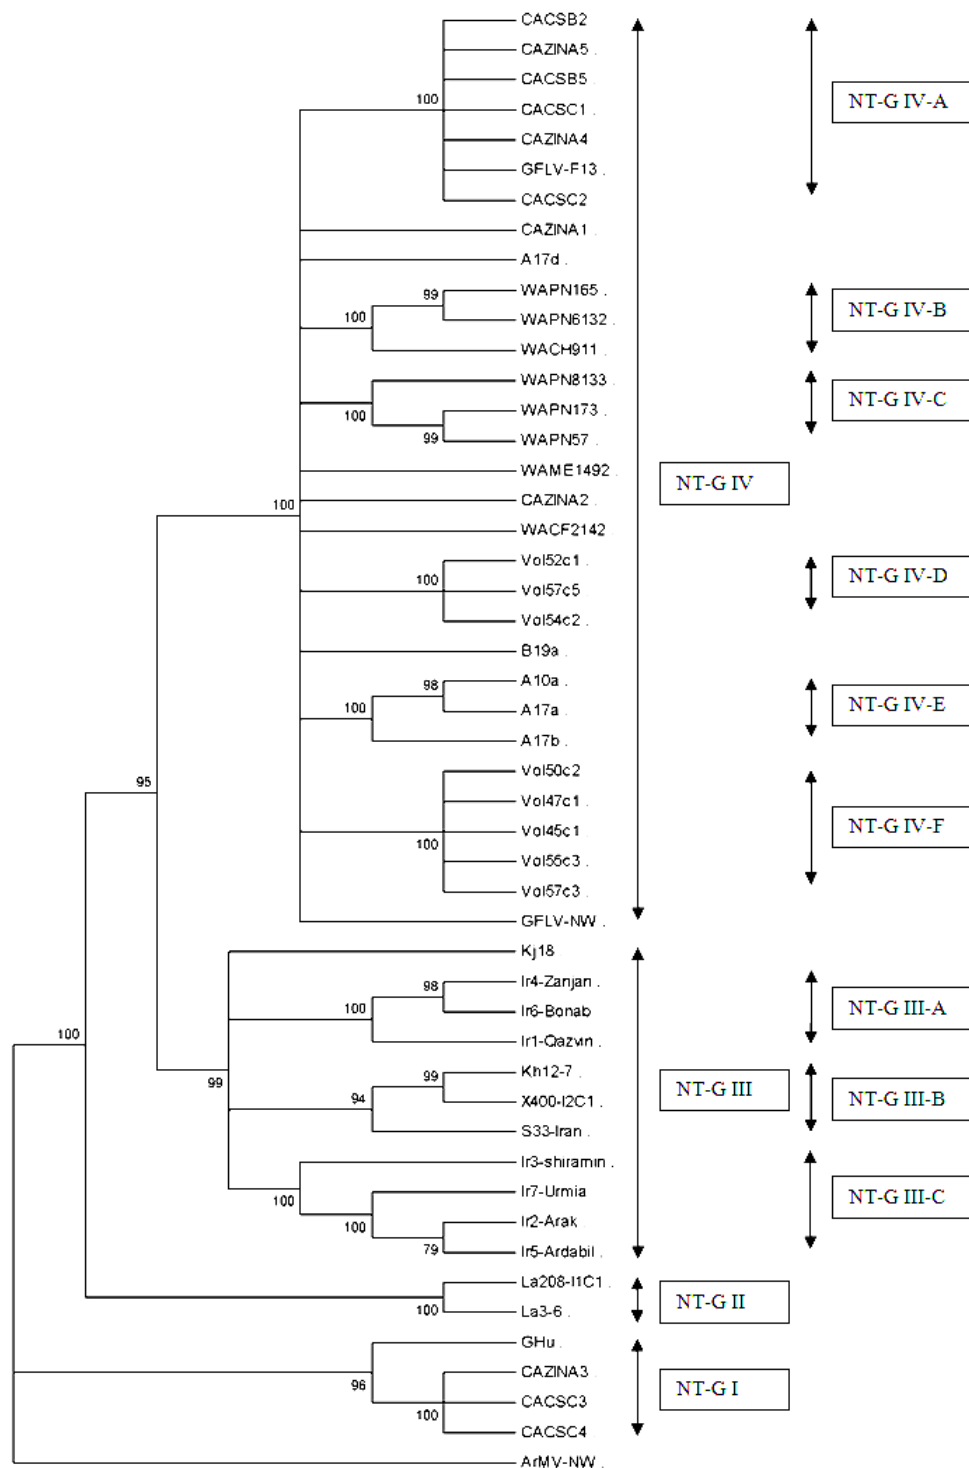 CACSB2
CAZINA5 .
CACSB5 .
100
CACSC1 .
NT-G IV-A
CAZINA4
GFLV-F13 .
CACSC2
CAZINA1 .
A17d .
WAPN165 .
99
WAPN6132 .
NT-G IV-B
100
WACH911 .
WAPN8133 .
WAPN173 .
NT-G IV-C
100
WAPN57 .
99
WAME1492 .
NT-G IV
CAZINA2 .
100
WACF2142
Vol52c1 .
100
Vol57c5 .
NT-G IV-D
Vol54c2 .
B19a .
A10a .
98
A17a .
NT-G IV-E
100
A17b .
Vol50c2
95
Vol47c1 .
Vol45c1 .
NT-G IV-F
100
Vol55c3 .
Vol57c3 .
GFLV-NW .
Kj18 .
Ir4-Zanjan .
98
Ir6-Bonab
NT-G III-A
100
Ir1-Qazvin .
100
Kh12-7 .
99
99
NT-G III
X400-I2C1 .
NT-G III-B
94
S33-Iran .
Ir3-shiramin .
Ir7-Urmia
NT-G III-C
100
Ir2-Arak .
100
Ir5-Ardabil .
79
La208-I1C1 .
NT-G II
La3-6 .
100
GHu .
CAZINA3 .
96
NT-G I
CACSC3 .
100
CACSC4 .
ArMV-NW .